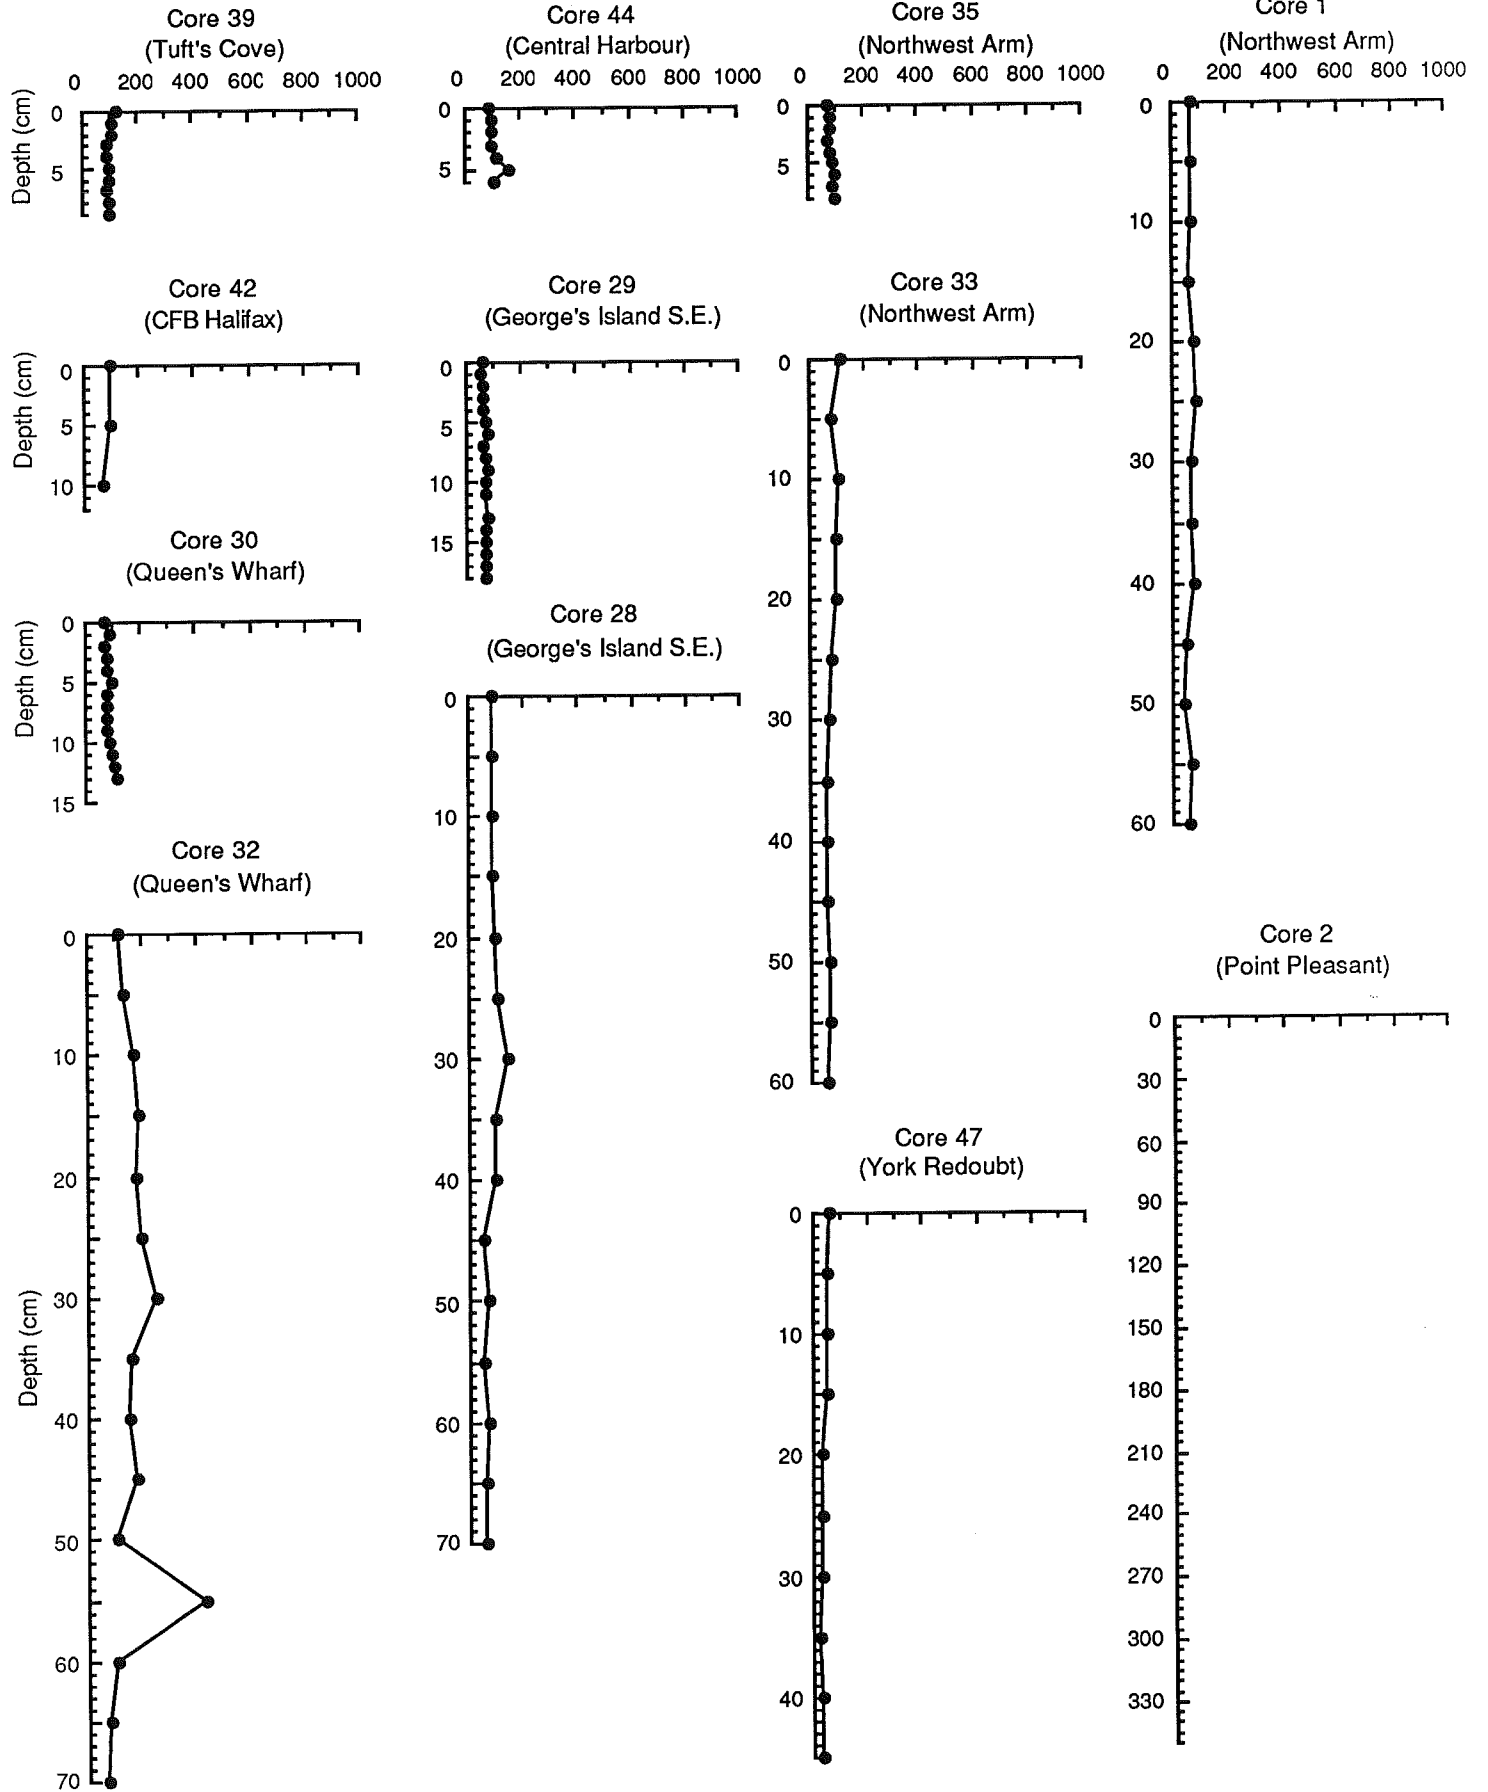 Core 39
(Tuft's Cove)
0 200 400 600 800 1000
Depth (cm)
0
5
Core 42
(CFB Halifax)
Depth (cm)
0
5
10
Core 30
(Queen's Wharf)
Depth (cm)
0
5
10
15
Core 32
(Queen's Wharf)
Depth (cm)
0
10
20
30
40
50
60
70
Core 44
(Central Harbour)
0 200 400 600 800 1000
0
5
Core 29
(George's Island S.E.)
0
5
10
15
Core 28
(George's Island S.E.)
0
10
20
30
40
50
60
70
Core 35
(Northwest Arm)
0 200 400 600 800 1000
0
5
Core 33
(Northwest Arm)
0
10
20
30
40
50
60
Core 47
(York Redoubt)
0
10
20
30
40
Core 1
(Northwest Arm)
0 200 400 600 800 1000
0
10
20
30
40
50
60
Core 2
(Point Pleasant)
0
30
60
90
120
150
180
210
240
270
300
330